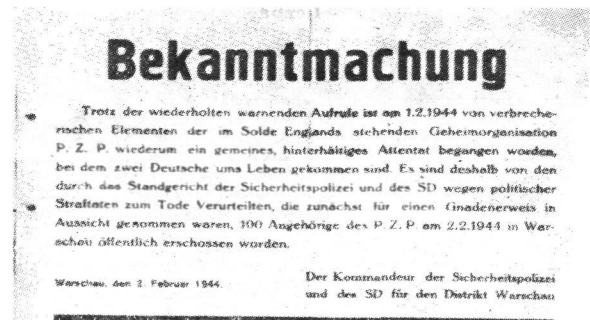 Bekanntmachung
Trotz der wiederholten warnenden Aufrufe ist am 1.2.1944 von verbreche-
rischen Elementen der im Solde Englands stehenden Geheimorganisation
P. Z. P. wiederum ein gemeines, hinterhältiges Attentat begangen worden,
bei dem zwei Deutsche ums Leben gekommen sind. Es sind deshalb von den
durch das Standgericht der Sicherheitspolizei und des SD wegen politischer
Straftaten zum Tode Verurteilten, die zunächst für einen Gnadenerweis in
Aussicht genommen waren, 100 Angehörige des P. Z. P. am 2.2.1944 in War-
schau öffentlich erschossen worden.
Warschau, den 2. Februar 1944.
Der Kommandeur der Sicherheitspolizei
und des SD für den Distrikt Warschau